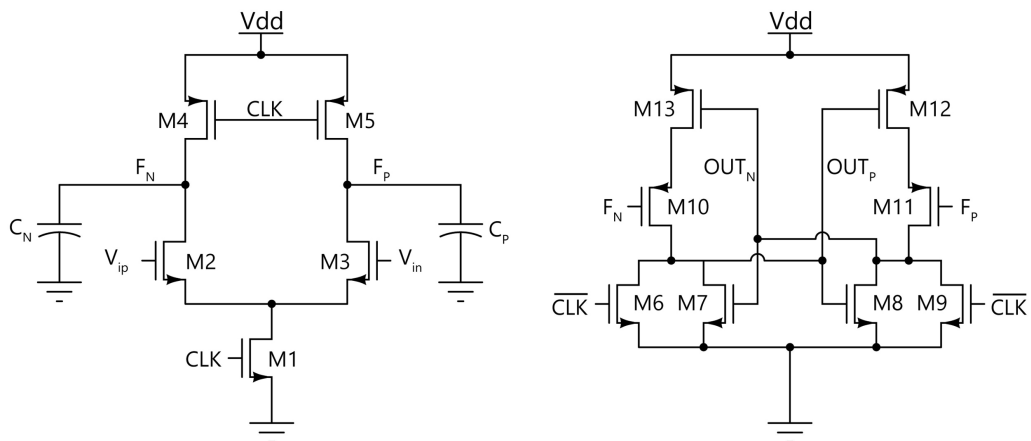 Vdd
Vdd
M4
CLK
M5
M13
M12
F_N
F_P
OUT_N
OUT_P
F_N
M10
M11
F_P
C_N
C_P
V_ip
M2
M3
V_in
CLK
M6
M7
M8
M9
CLK
CLK
M1